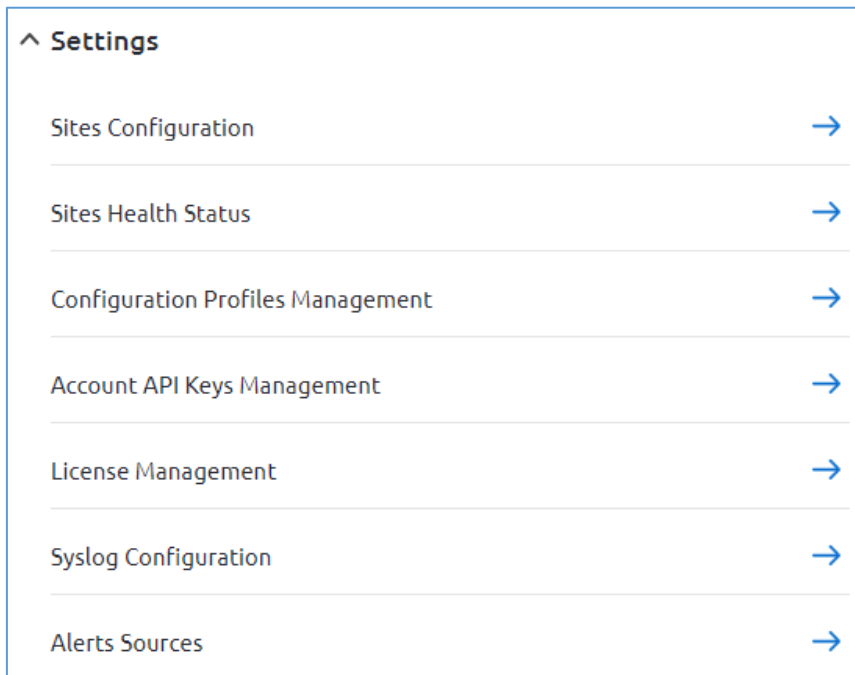 Settings
Sites Configuration
Sites Health Status
Configuration Profiles Management
Account API Keys Management
License Management
Syslog Configuration
Alerts Sources